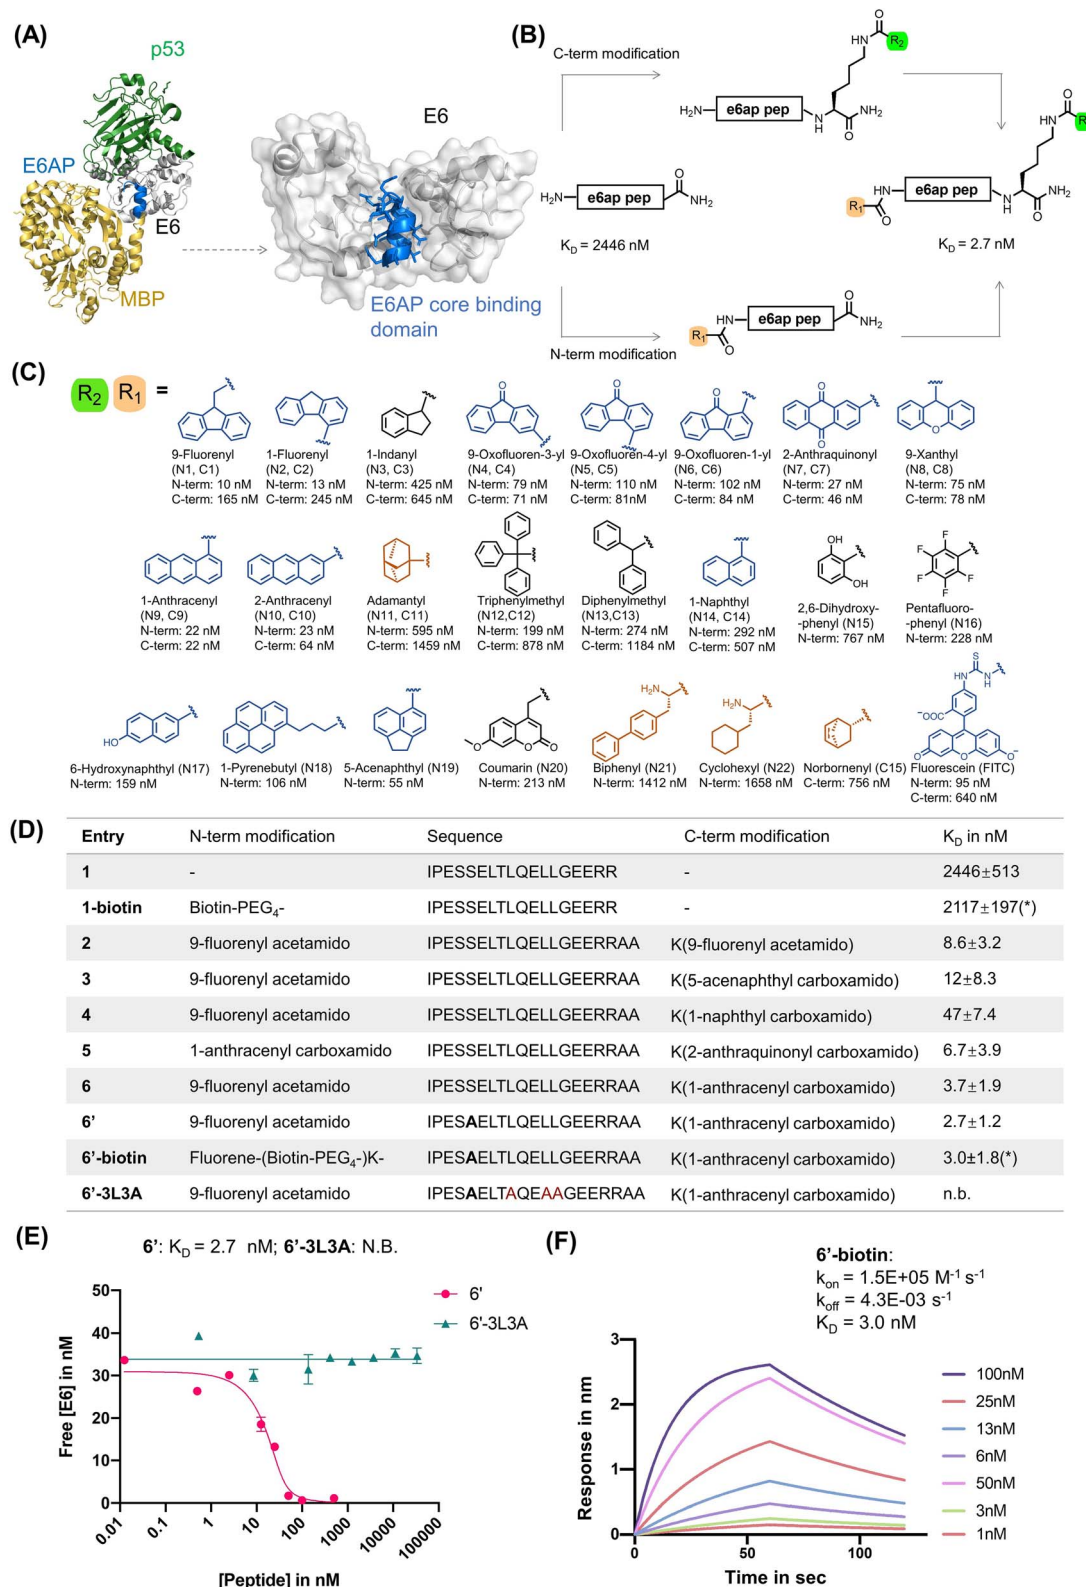 (A)
p53
E6AP
E6
MBP
E6
E6AP core binding
domain
(B)
C-term modification
H₂N
e6ap pep
N
H
O
NH₂
HN
O
R₂
H₂N
e6ap pep
O
NH₂
K_D = 2446 nM
R₁
O
HN
e6ap pep
N
H
O
NH₂
HN
O
R
K_D = 2.7 nM
N-term modification
R₁
O
HN
e6ap pep
O
NH₂
(C)
R₂ R₁ =
9-Fluorenyl
(N1, C1)
N-term: 10 nM
C-term: 165 nM
1-Fluorenyl
(N2, C2)
N-term: 13 nM
C-term: 245 nM
1-Indanyl
(N3, C3)
N-term: 425 nM
C-term: 645 nM
O
9-Oxofluoren-3-yl
(N4, C4)
N-term: 79 nM
C-term: 71 nM
O
9-Oxofluoren-4-yl
(N5, C5)
N-term: 110 nM
C-term: 81nM
O
9-Oxofluoren-1-yl
(N6, C6)
N-term: 102 nM
C-term: 84 nM
O
O
2-Anthraquinonyl
(N7, C7)
N-term: 27 nM
C-term: 46 nM
O
9-Xanthyl
(N8, C8)
N-term: 75 nM
C-term: 78 nM
1-Anthracenyl
(N9, C9)
N-term: 22 nM
C-term: 22 nM
2-Anthracenyl
(N10, C10)
N-term: 23 nM
C-term: 64 nM
Adamantyl
(N11, C11)
N-term: 595 nM
C-term: 1459 nM
Triphenylmethyl
(N12,C12)
N-term: 199 nM
C-term: 878 nM
Diphenylmethyl
(N13,C13)
N-term: 274 nM
C-term: 1184 nM
1-Naphthyl
(N14, C14)
N-term: 292 nM
C-term: 507 nM
OH
OH
2,6-Dihydroxy-
-phenyl (N15)
N-term: 767 nM
F
F
F
F
F
Pentafluoro-
-phenyl (N16)
N-term: 228 nM
HO
6-Hydroxynaphthyl (N17)
N-term: 159 nM
1-Pyrenebutyl (N18)
N-term: 106 nM
5-Acenaphthyl (N19)
N-term: 55 nM
O
O
O
Coumarin (N20)
N-term: 213 nM
H₂N
Biphenyl (N21)
N-term: 1412 nM
H₂N
Cyclohexyl (N22)
N-term: 1658 nM
Norbornenyl (C15)
C-term: 756 nM
S
HN
N
H
⁻OOC
O
O
O⁻
Fluorescein (FITC)
N-term: 95 nM
C-term: 640 nM
(D)
Entry N-term modification Sequence C-term modification K_D in nM
1 - IPESSELTLQELLGEERR - 2446±513
1-biotin Biotin-PEG₄- IPESSELTLQELLGEERR - 2117±197(*)
2 9-fluorenyl acetamido IPESSELTLQELLGEERRAA K(9-fluorenyl acetamido) 8.6±3.2
3 9-fluorenyl acetamido IPESSELTLQELLGEERRAA K(5-acenaphthyl carboxamido) 12±8.3
4 9-fluorenyl acetamido IPESSELTLQELLGEERRAA K(1-naphthyl carboxamido) 47±7.4
5 1-anthracenyl carboxamido IPESSELTLQELLGEERRAA K(2-anthraquinonyl carboxamido) 6.7±3.9
6 9-fluorenyl acetamido IPESSELTLQELLGEERRAA K(1-anthracenyl carboxamido) 3.7±1.9
6' 9-fluorenyl acetamido IPESAELTLQELLGEERRAA K(1-anthracenyl carboxamido) 2.7±1.2
6'-biotin Fluorene-(Biotin-PEG₄-)K- IPESAELTLQELLGEERRAA K(1-anthracenyl carboxamido) 3.0±1.8(*)
6'-3L3A 9-fluorenyl acetamido IPESAELTAQEAAGEERRAA K(1-anthracenyl carboxamido) n.b.
(E)
6': K_D = 2.7 nM; 6'-3L3A: N.B.
6'
6'-3L3A
Free [E6] in nM
50
40
30
20
10
0
0.01
0.1
1
10
100
1000
10000
100000
[Peptide] in nM
(F)
6'-biotin:
k_on = 1.5E+05 M⁻¹ s⁻¹
k_off = 4.3E-03 s⁻¹
K_D = 3.0 nM
Response in nm
3
2
1
0
0
50
100
Time in sec
100nM
25nM
13nM
6nM
50nM
3nM
1nM